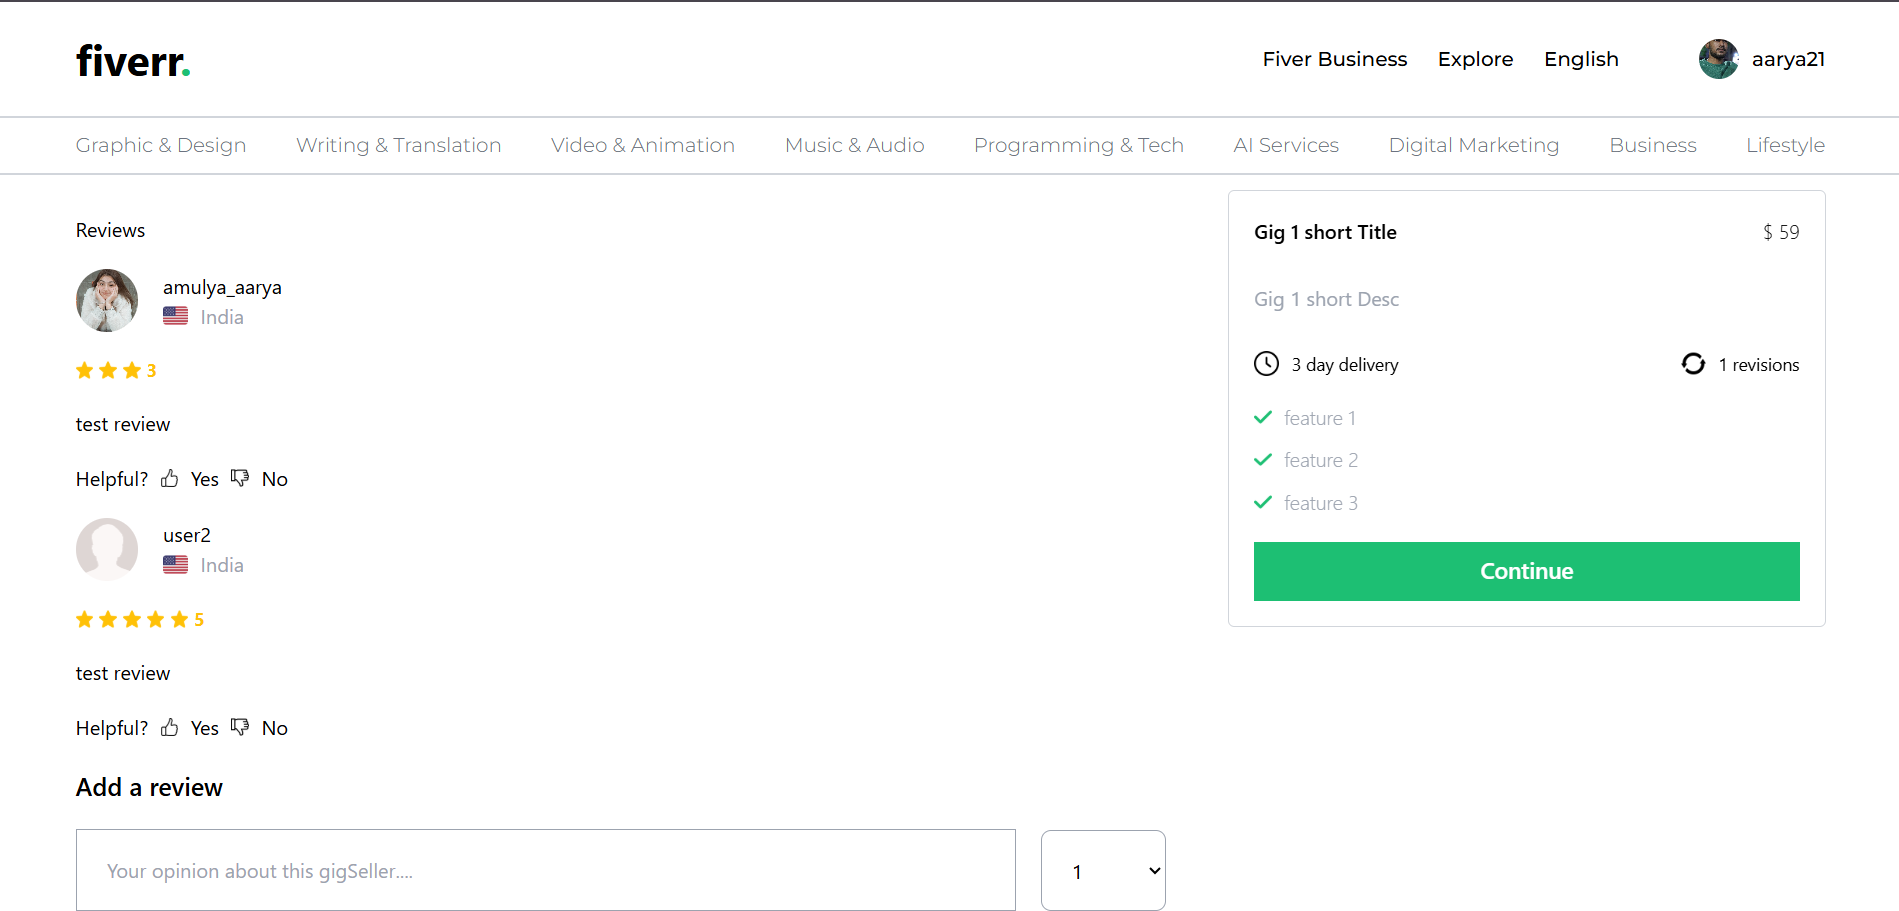 fiverr.
Fiver Business Explore English aarya21
Graphic & Design Writing & Translation Video & Animation Music & Audio Programming & Tech AI Services Digital Marketing Business Lifestyle
Reviews
amulya_aarya
India
3
test review
Helpful? Yes No
user2
India
5
test review
Helpful? Yes No
Add a review
Your opinion about this gigSeller....
1
Gig 1 short Title $ 59
Gig 1 short Desc
3 day delivery 1 revisions
feature 1
feature 2
feature 3
Continue